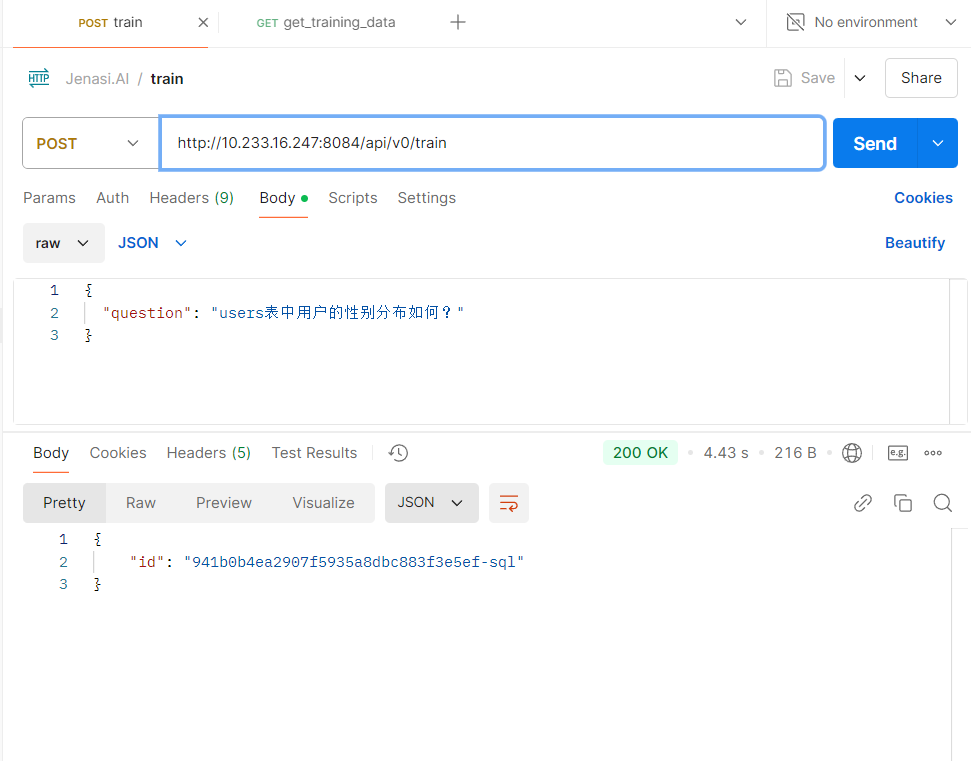 POST train
GET get_training_data
No environment
HTTP Jenasi.AI / train
Save
Share
POST
http://10.233.16.247:8084/api/v0/train
Send
Params Auth Headers (9) Body Scripts Settings
Cookies
raw JSON
Beautify
1 {
2 "question": "users表中用户的性别分布如何？"
3 }
Body Cookies Headers (5) Test Results
200 OK 4.43 s 216 B e.g.
Pretty Raw Preview Visualize JSON
1 {
2 "id": "941b0b4ea2907f5935a8dbc883f3e5ef-sql"
3 }